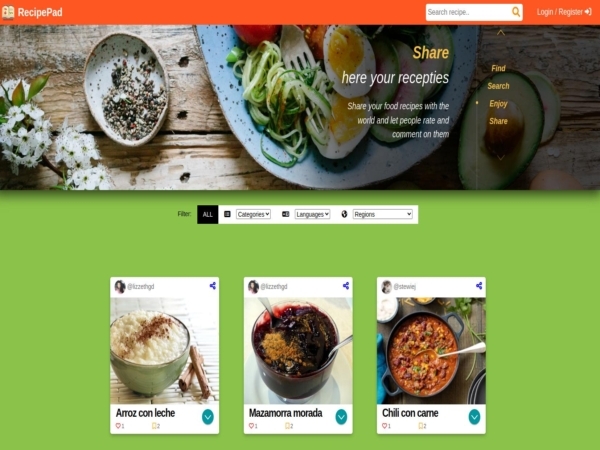 RecipePad
Search recipe..
Login / Register
Share
here your recepties
Share your food recipes with the
world and let people rate and
comment on them
Find
Search
Enjoy
Share
Filter: ALL Categories Languages Regions
@lizzethgd
@lizzethgd
@stewiej
Arroz con leche
Mazamorra morada
Chili con carne
1 2
1 2
1 2